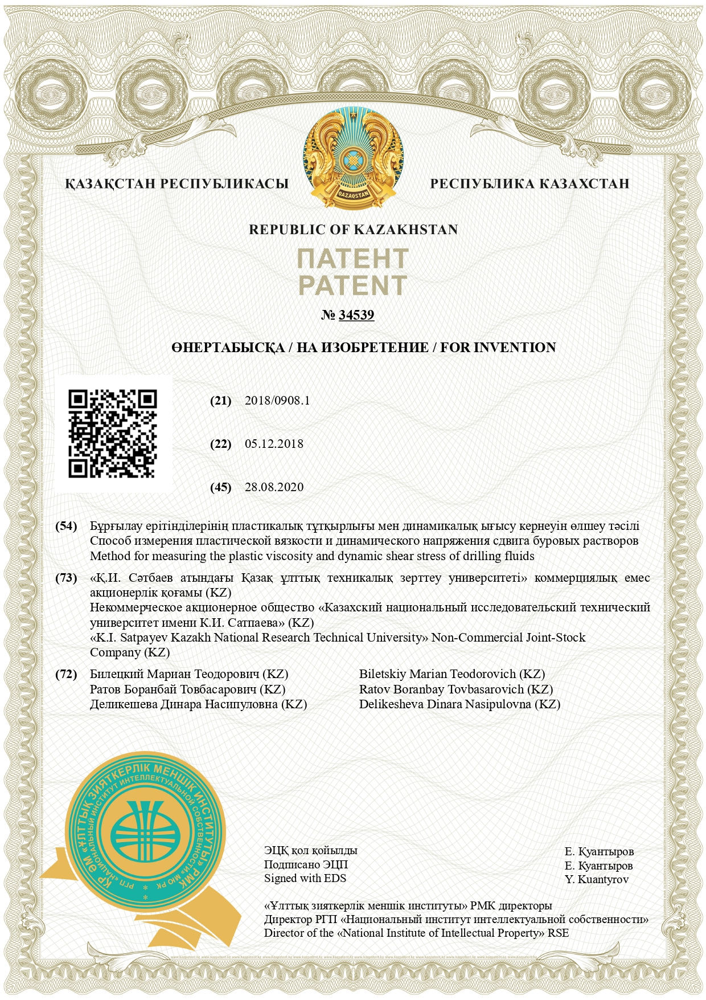 ҚАЗАҚСТАН РЕСПУБЛИКАСЫ
РЕСПУБЛИКА КАЗАХСТАН
QAZAQSTAN
REPUBLIC OF KAZAKHSTAN
ПАТЕНТ
PATENT
№ 34539
ӨНЕРТАБЫСҚА / НА ИЗОБРЕТЕНИЕ / FOR INVENTION
(21) 2018/0908.1
(22) 05.12.2018
(45) 28.08.2020
(54) Бұрғылау ерітінділерінің пластикалық тұтқырлығы мен динамикалық ығысу кернеуін өлшеу тәсілі
Способ измерения пластической вязкости и динамического напряжения сдвига буровых растворов
Method for measuring the plastic viscosity and dynamic shear stress of drilling fluids
(73) «Қ.И. Сәтбаев атындағы Қазақ ұлттық техникалық зерттеу университеті» коммерциялық емес
акционерлік қоғамы (KZ)
Некоммерческое акционерное общество «Казахский национальный исследовательский технический
университет имени К.И. Сатпаева» (KZ)
«K.I. Satpayev Kazakh National Research Technical University» Non-Commercial Joint-Stock
Company (KZ)
(72) Билецкий Мариан Теодорович (KZ) Biletskiy Marian Teodorovich (KZ)
Ратов Боранбай Товбасарович (KZ) Ratov Boranbay Tovbasarovich (KZ)
Деликешева Динара Насипуловна (KZ) Delikesheva Dinara Nasipulovna (KZ)
ҚР ӘМ «ҰЛТТЫҚ ЗИЯТКЕРЛІК МЕНШІК ИНСТИТУТЫ» РМК
РГП «НАЦИОНАЛЬНЫЙ ИНСТИТУТ ИНТЕЛЛЕКТУАЛЬНОЙ СОБСТВЕННОСТИ» МЮ РК
ЭЦҚ қол қойылды Е. Қуантыров
Подписано ЭЦП Е. Куантыров
Signed with EDS Y. Kuantyrov
«Ұлттық зияткерлік меншік институты» РМК директоры
Директор РГП «Национальный институт интеллектуальной собственности»
Director of the «National Institute of Intellectual Property» RSE